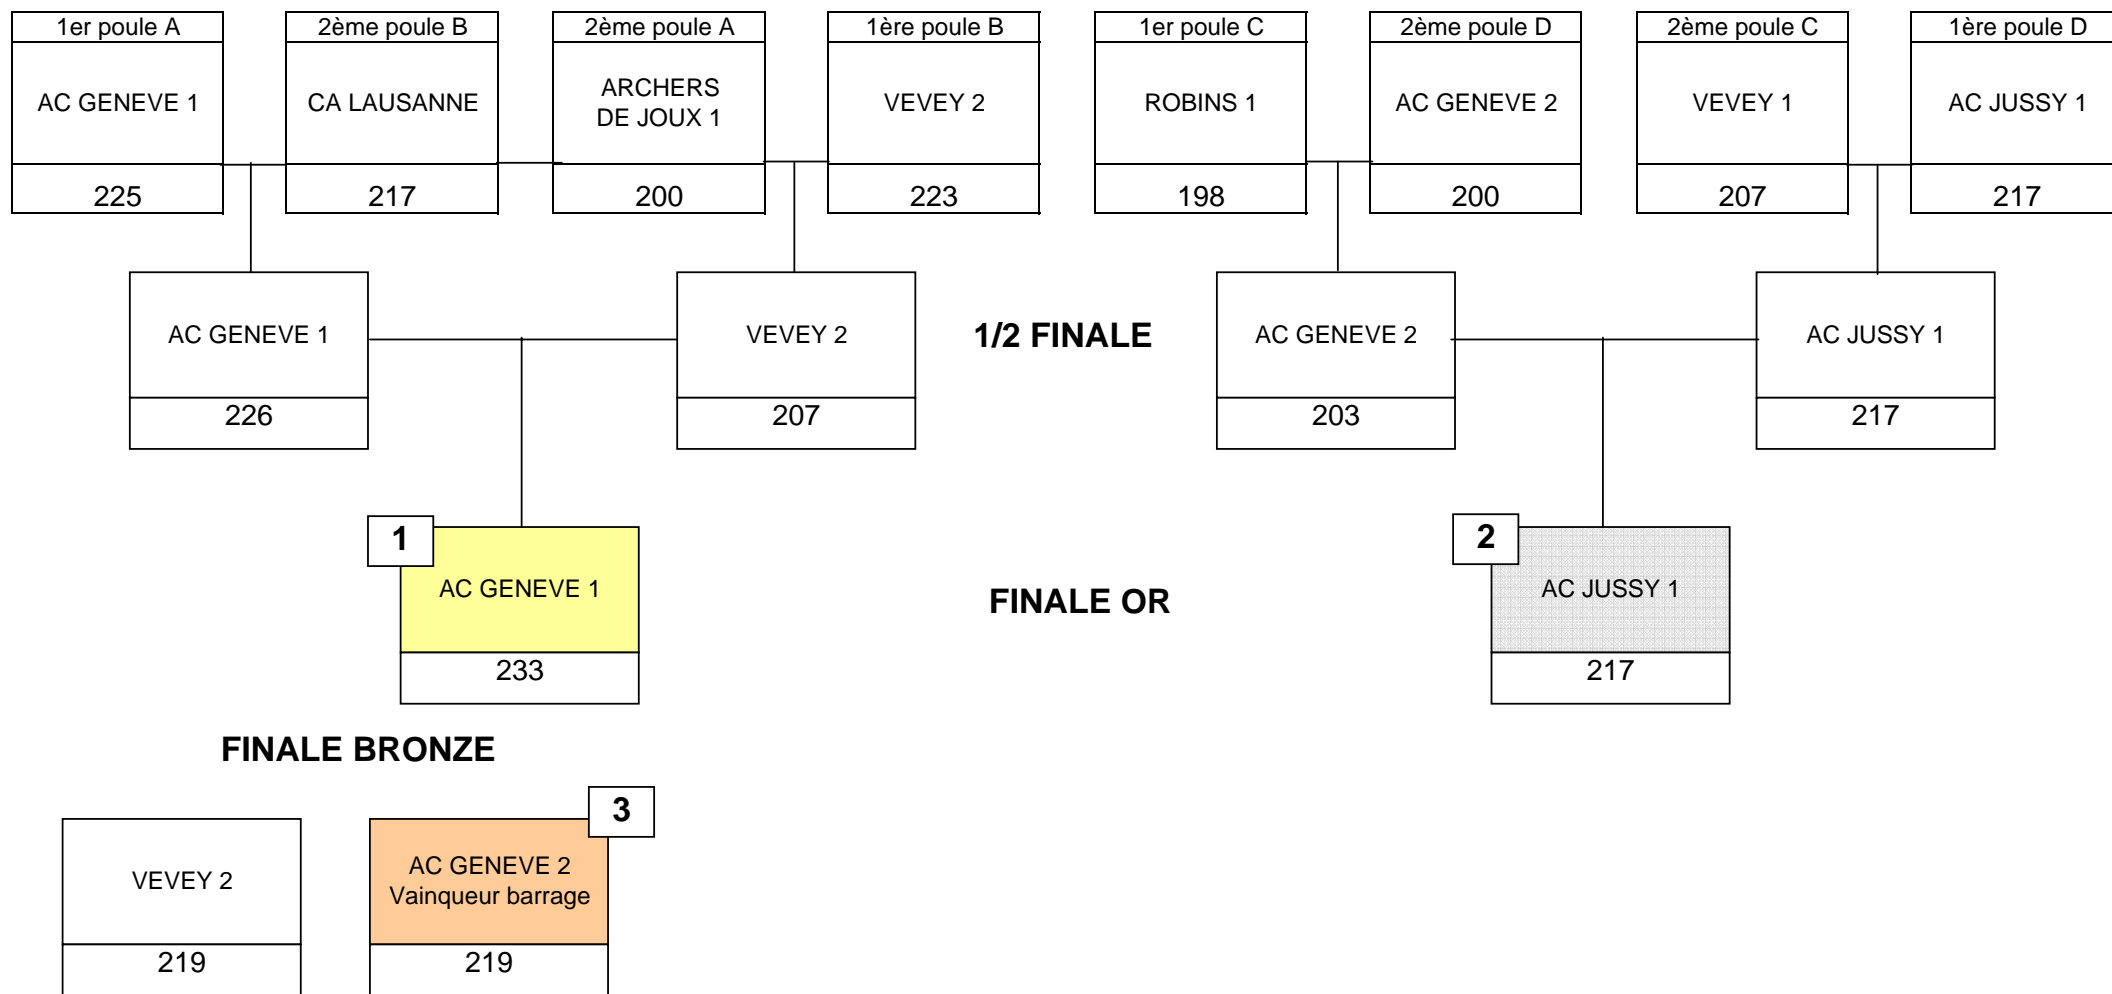 1er poule A
2ème poule B
2ème poule A
1ère poule B
1er poule C
2ème poule D
2ème poule C
1ère poule D
AC GENEVE 1
CA LAUSANNE
ARCHERS
DE JOUX 1
VEVEY 2
ROBINS 1
AC GENEVE 2
VEVEY 1
AC JUSSY 1
225
217
200
223
198
200
207
217
AC GENEVE 1
VEVEY 2
1/2 FINALE
AC GENEVE 2
AC JUSSY 1
226
207
203
217
1
2
AC GENEVE 1
FINALE OR
AC JUSSY 1
233
217
FINALE BRONZE
3
VEVEY 2
AC GENEVE 2
Vainqueur barrage
219
219